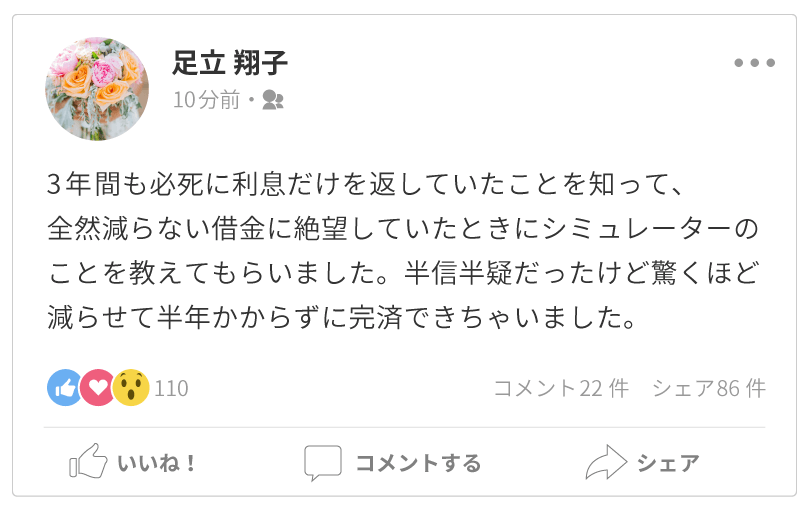 足立 翔子
10分前・
3年間も必死に利息だけを返していたことを知って、
全然減らない借金に絶望していたときにシミュレーターの
ことを教えてもらいました。半信半疑だったけど驚くほど
減らせて半年かからずに完済できちゃいました。
110 コメント22件 シェア86件
いいね！ コメントする シェア